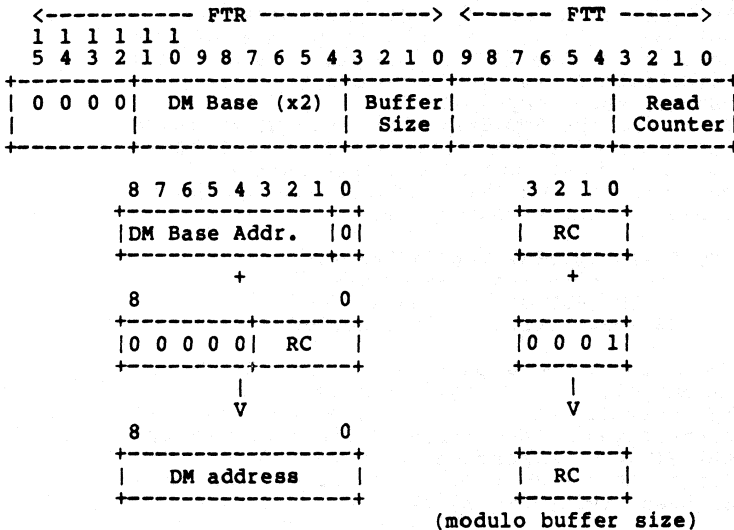 <------------ FTR ------------> <------ FTT ------>
1 1 1 1 1 1
5 4 3 2 1 0 9 8 7 6 5 4 3 2 1 0 9 8 7 6 5 4 3 2 1 0
+---------+----------------+-------+------------+--------+
| 0 0 0 0| DM Base (x2) | Buffer| | Read |
| | | Size | | Counter|
+---------+----------------+-------+------------+--------+
8 7 6 5 4 3 2 1 0 3 2 1 0
+----------------+-+ +--------+
|DM Base Addr. |0| | RC |
+----------------+-+ +--------+
+ +
8 0
+----------+--------+ +--------+
|0 0 0 0 0| RC | |0 0 0 1|
+----------+--------+ +--------+
| |
V V
8 0
+------------------+ +--------+
| DM address | | RC |
+------------------+ +--------+
(modulo buffer size)